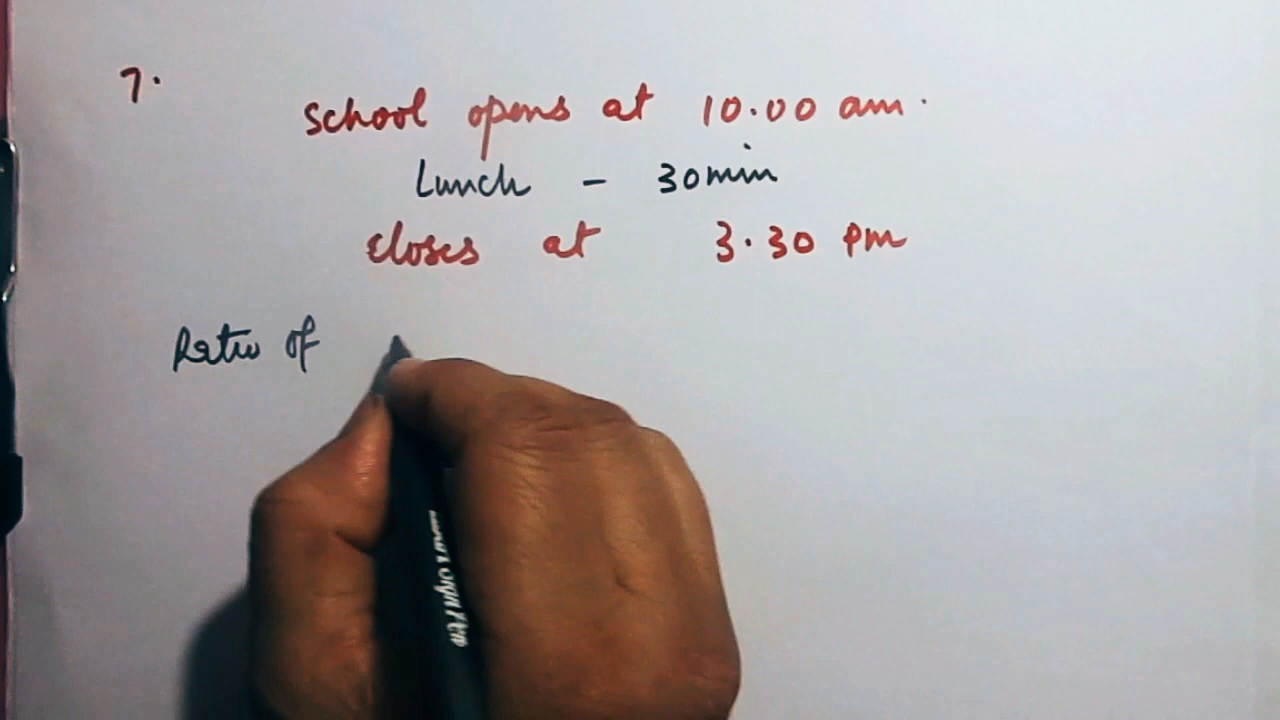 7.
School opens at 10.00 am.
Lunch - 30min
closes at 3.30 pm
Ratio of